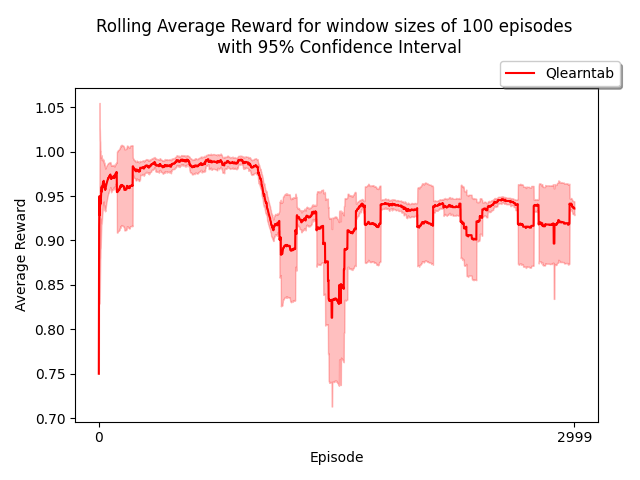 Rolling Average Reward for window sizes of 100 episodes
with 95% Confidence Interval
Qlearntab
1.05
1.00
0.95
0.90
0.85
0.80
0.75
0.70
Average Reward
0 2999
Episode